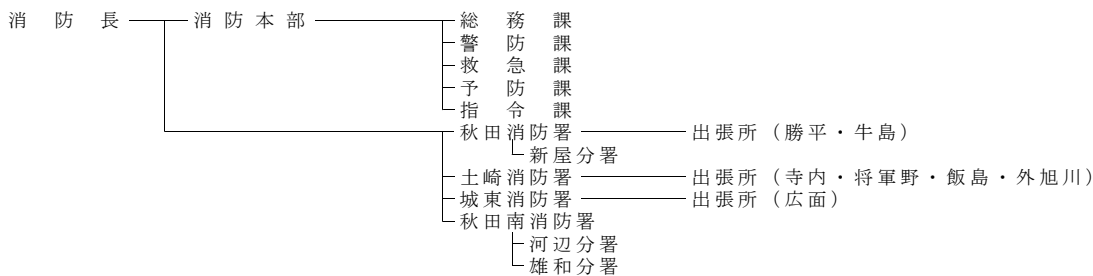 消防長 消防本部 総務課
警防課
救急課
予防課
指令課
秋田消防署 出張所（勝平・牛島）
新屋分署
土崎消防署 出張所（寺内・将軍野・飯島・外旭川）
城東消防署 出張所（広面）
秋田南消防署
河辺分署
雄和分署